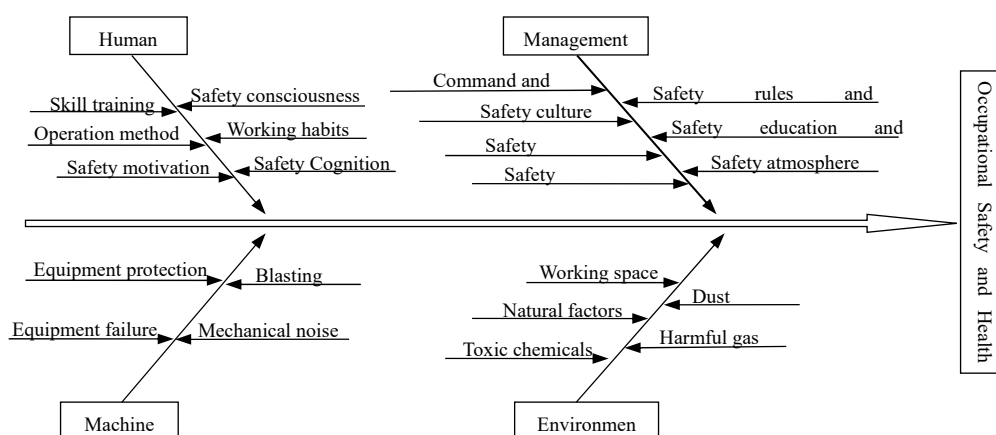 Human
Management
Safety consciousness
Skill training
Operation method
Working habits
Safety motivation
Safety Cognition
Command and
Safety rules and
Safety culture
Safety education and
Safety
Safety atmosphere
Safety
Occupational Safety and Health
Equipment protection
Blasting
Equipment failure
Mechanical noise
Working space
Dust
Natural factors
Harmful gas
Toxic chemicals
Machine
Environmen